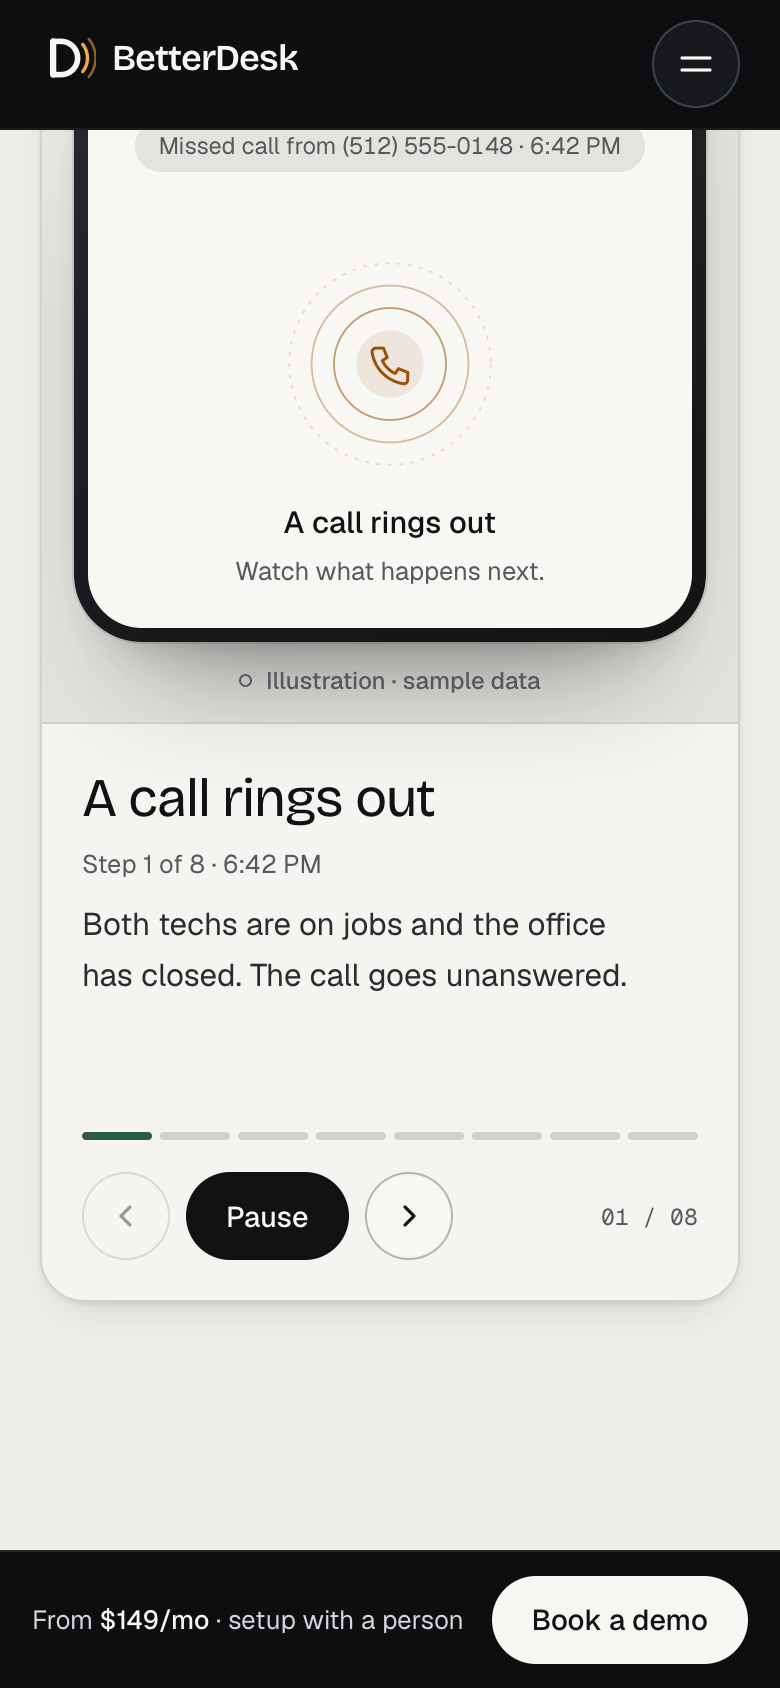 BetterDesk
Missed call from (512) 555-0148 · 6:42 PM
A call rings out
Watch what happens next.
Illustration · sample data
A call rings out
Step 1 of 8 · 6:42 PM
Both techs are on jobs and the office
has closed. The call goes unanswered.
Pause
01 / 08
From $149/mo · setup with a person
Book a demo